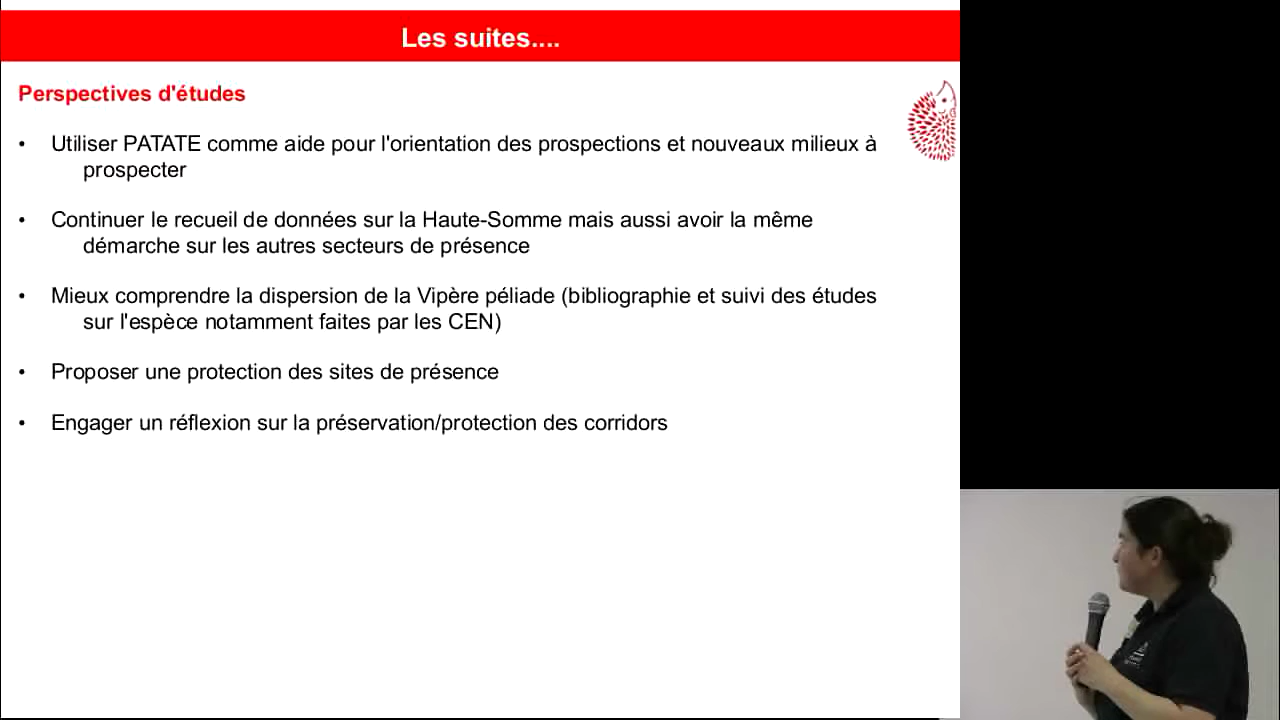 Les suites....
Perspectives d'études
• Utiliser PATATE comme aide pour l'orientation des prospections et nouveaux milieux à
prospecter
• Continuer le recueil de données sur la Haute-Somme mais aussi avoir la même
démarche sur les autres secteurs de présence
• Mieux comprendre la dispersion de la Vipère péliade (bibliographie et suivi des études
sur l'espèce notamment faites par les CEN)
• Proposer une protection des sites de présence
• Engager un réflexion sur la préservation/protection des corridors